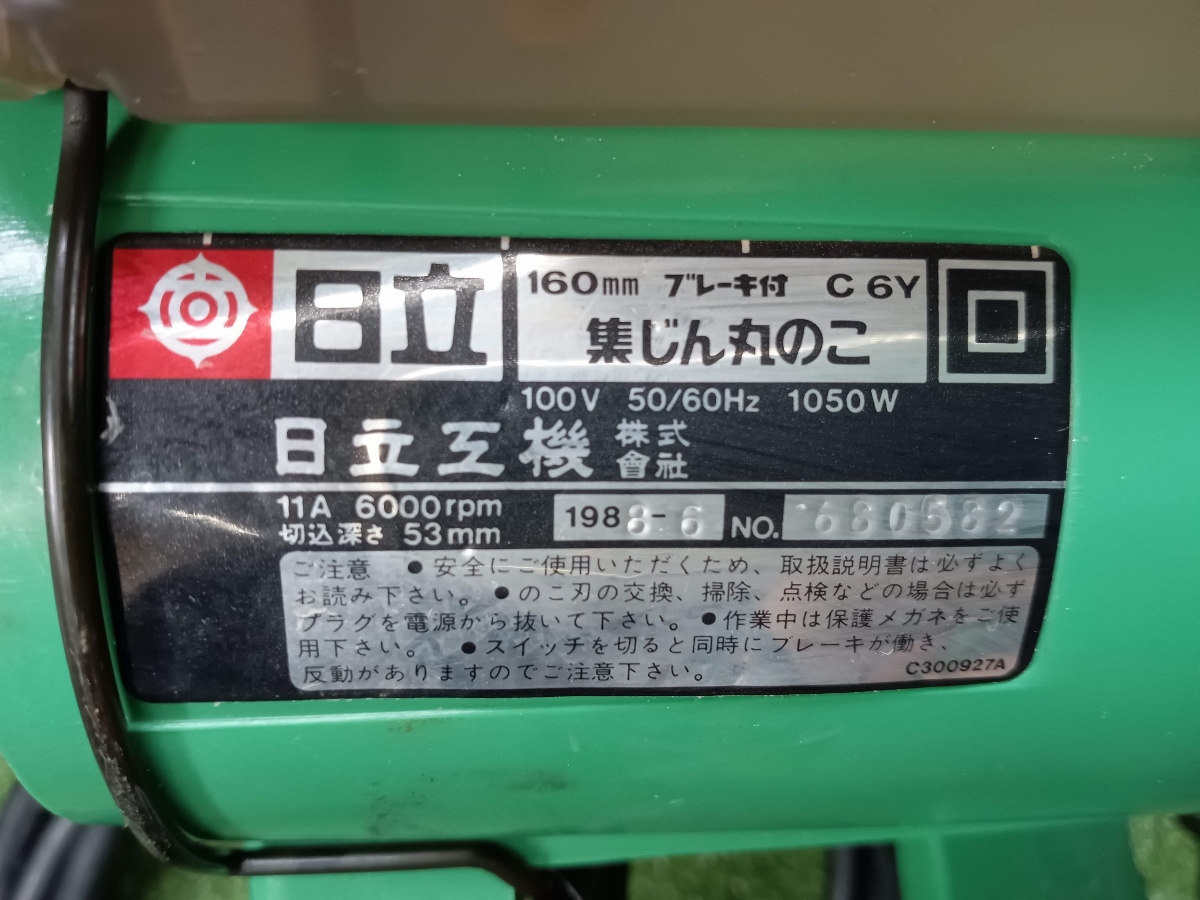 日立
160mm ブレーキ付 C 6Y
集じん丸のこ
100V 50/60Hz 1050W
日立工機 株式會社
11A 6000rpm
切込深さ 53mm
1988-6 NO. 680582
ご注意 ●安全にご使用いただくため、取扱説明書は必ずよく
お読み下さい。●のこ刃の交換、掃除、点検などの場合は必ず
プラグを電源から抜いて下さい。●作業中は保護メガネをご使
用下さい。●スイッチを切ると同時にブレーキが働き、
反動がありますのでご注意下さい。
C300927A